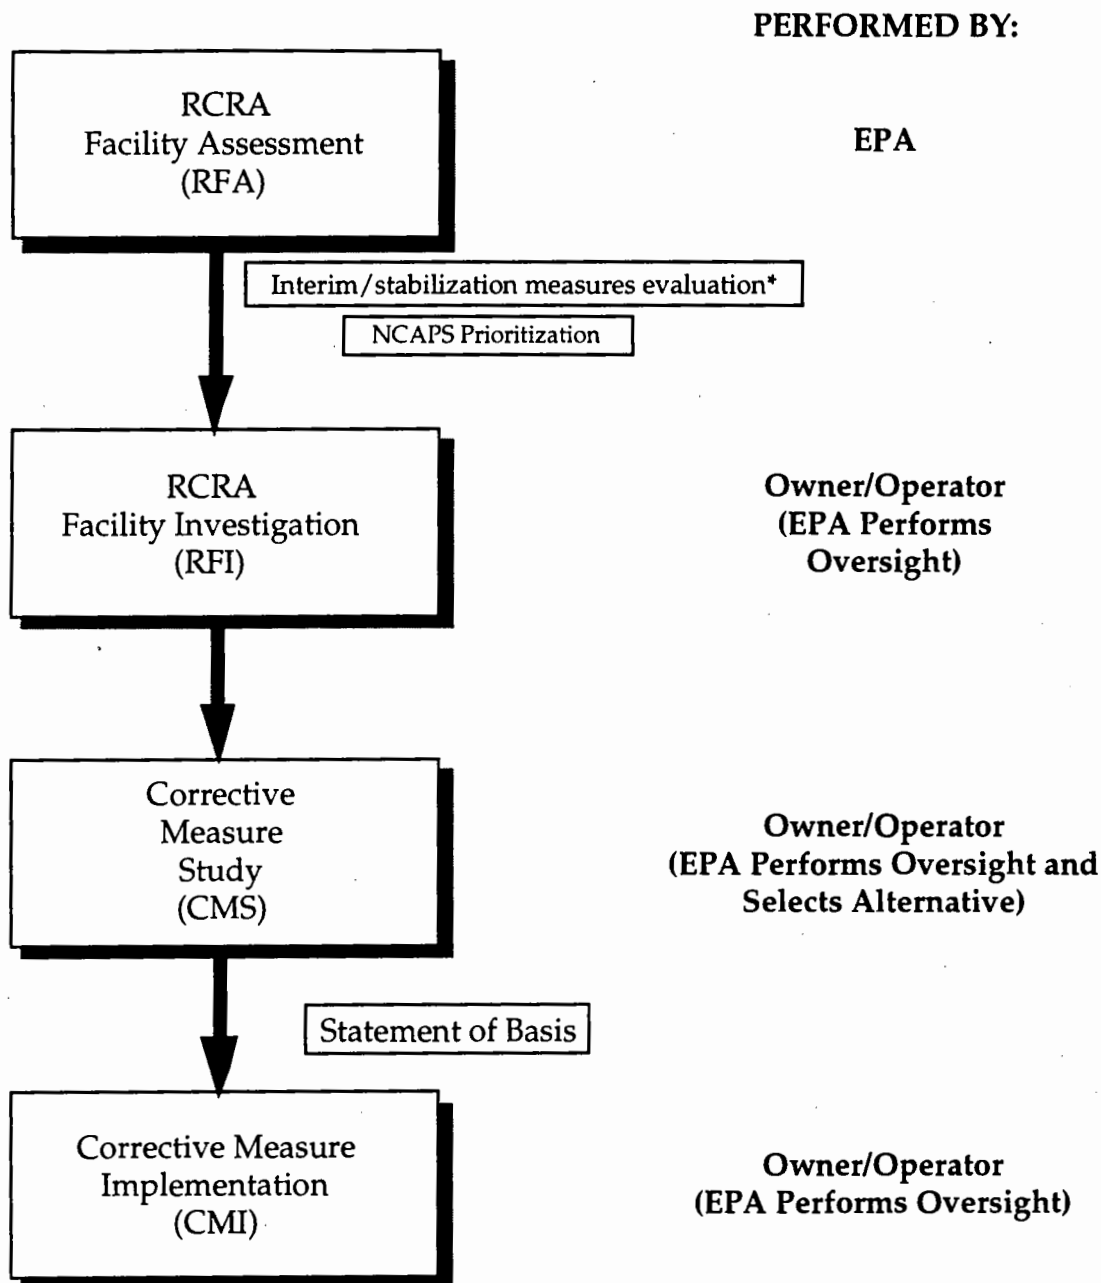 PERFORMED BY:
RCRA
Facility Assessment
(RFA)
EPA
Interim/stabilization measures evaluation*
NCAPS Prioritization
RCRA
Facility Investigation
(RFI)
Owner/Operator
(EPA Performs
Oversight)
Corrective
Measure
Study
(CMS)
Owner/Operator
(EPA Performs Oversight and
Selects Alternative)
Statement of Basis
Corrective Measure
Implementation
(CMI)
Owner/Operator
(EPA Performs Oversight)